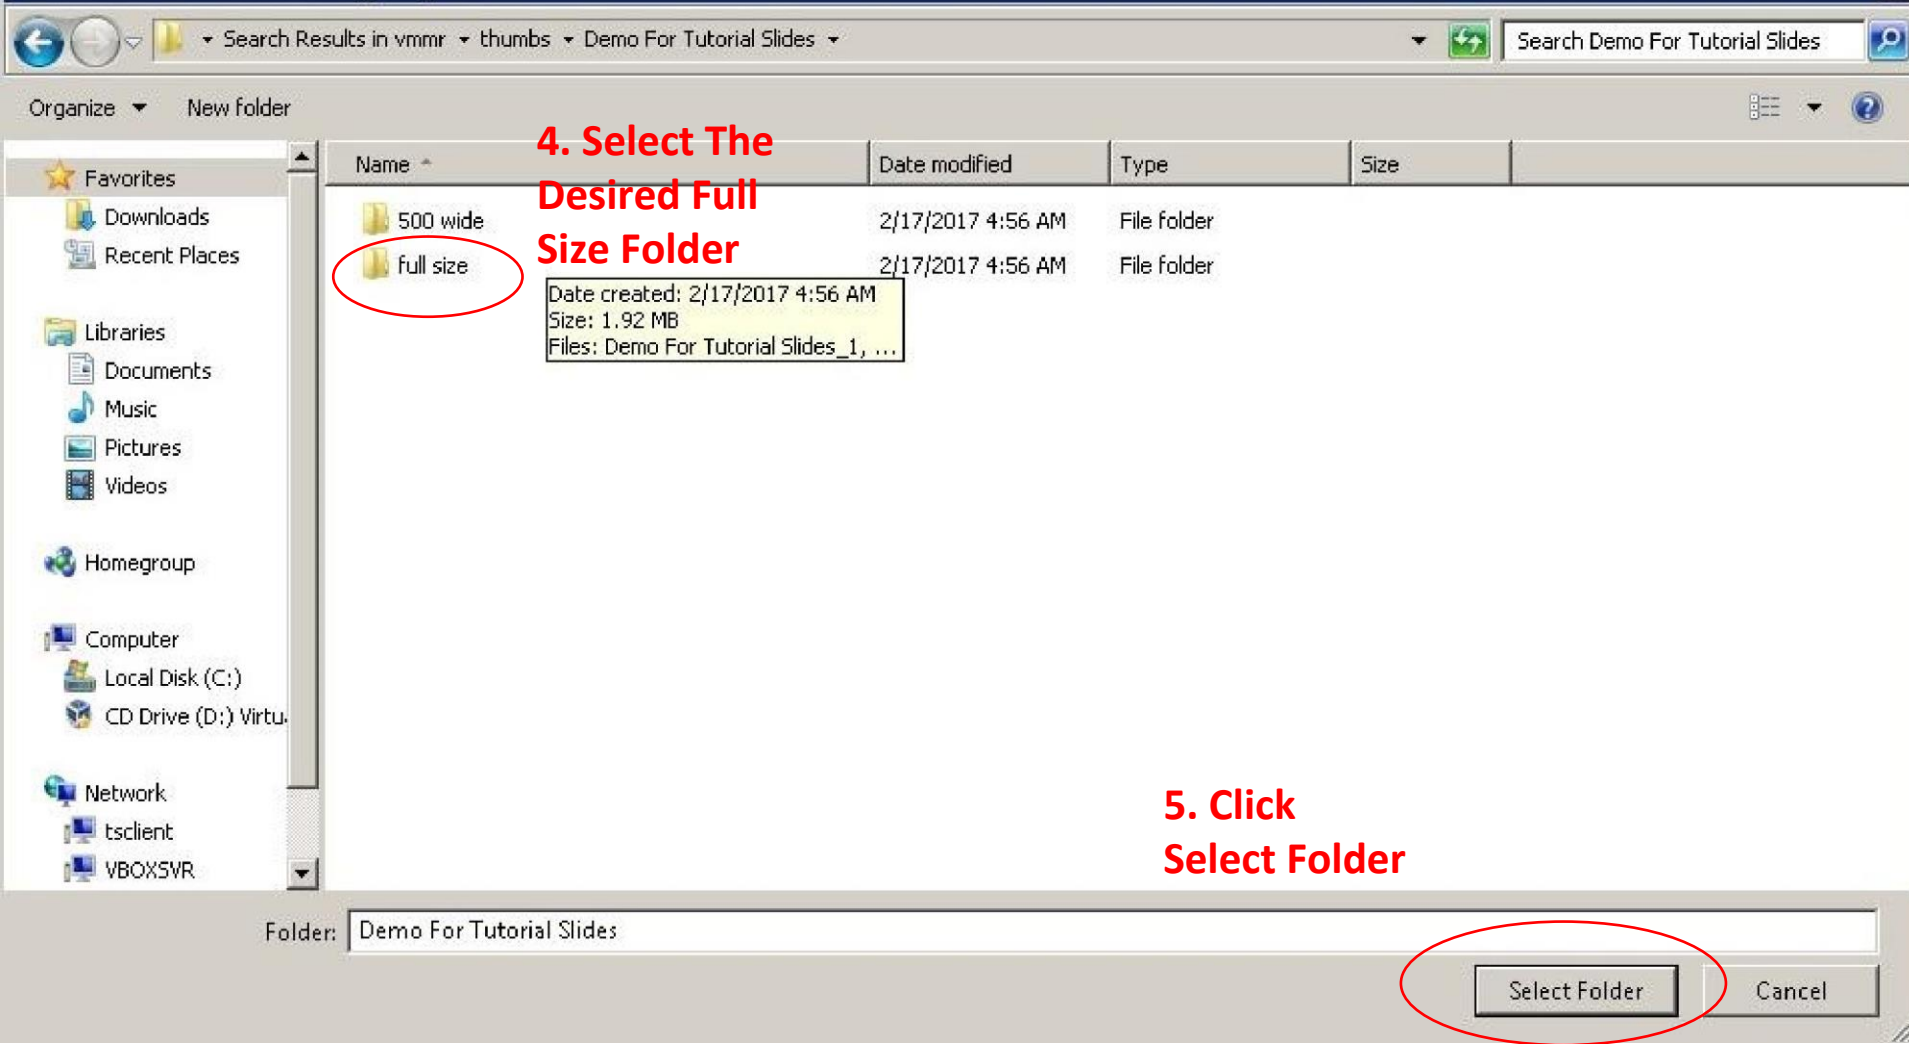 Search Results in vmmr
thumbs
Demo For Tutorial Slides
Search Demo For Tutorial Slides
Organize
New folder
4. Select The
Desired Full
Size Folder
Name
Date modified
Type
Size
Favorites
Downloads
Recent Places
Libraries
Documents
Music
Pictures
Videos
Homegroup
Computer
Local Disk (C:)
CD Drive (D:) Virtu
Network
tsclient
VBOXSVR
500 wide 2/17/2017 4:56 AM File folder
full size 2/17/2017 4:56 AM File folder
Date created: 2/17/2017 4:56 AM
Size: 1.92 MB
Files: Demo For Tutorial Slides_1, ...
5. Click
Select Folder
Folder: Demo For Tutorial Slides
Select Folder
Cancel